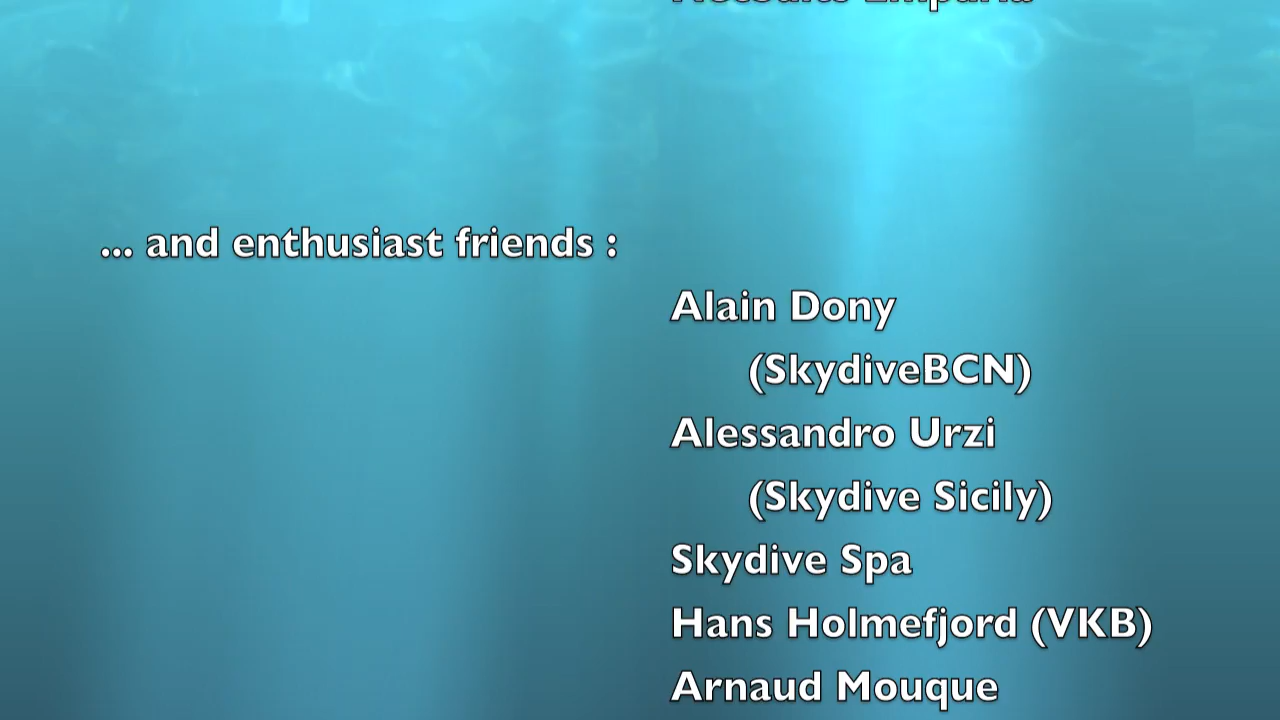 ... and enthusiast friends :
Alain Dony
(SkydiveBCN)
Alessandro Urzi
(Skydive Sicily)
Skydive Spa
Hans Holmefjord (VKB)
Arnaud Mouque